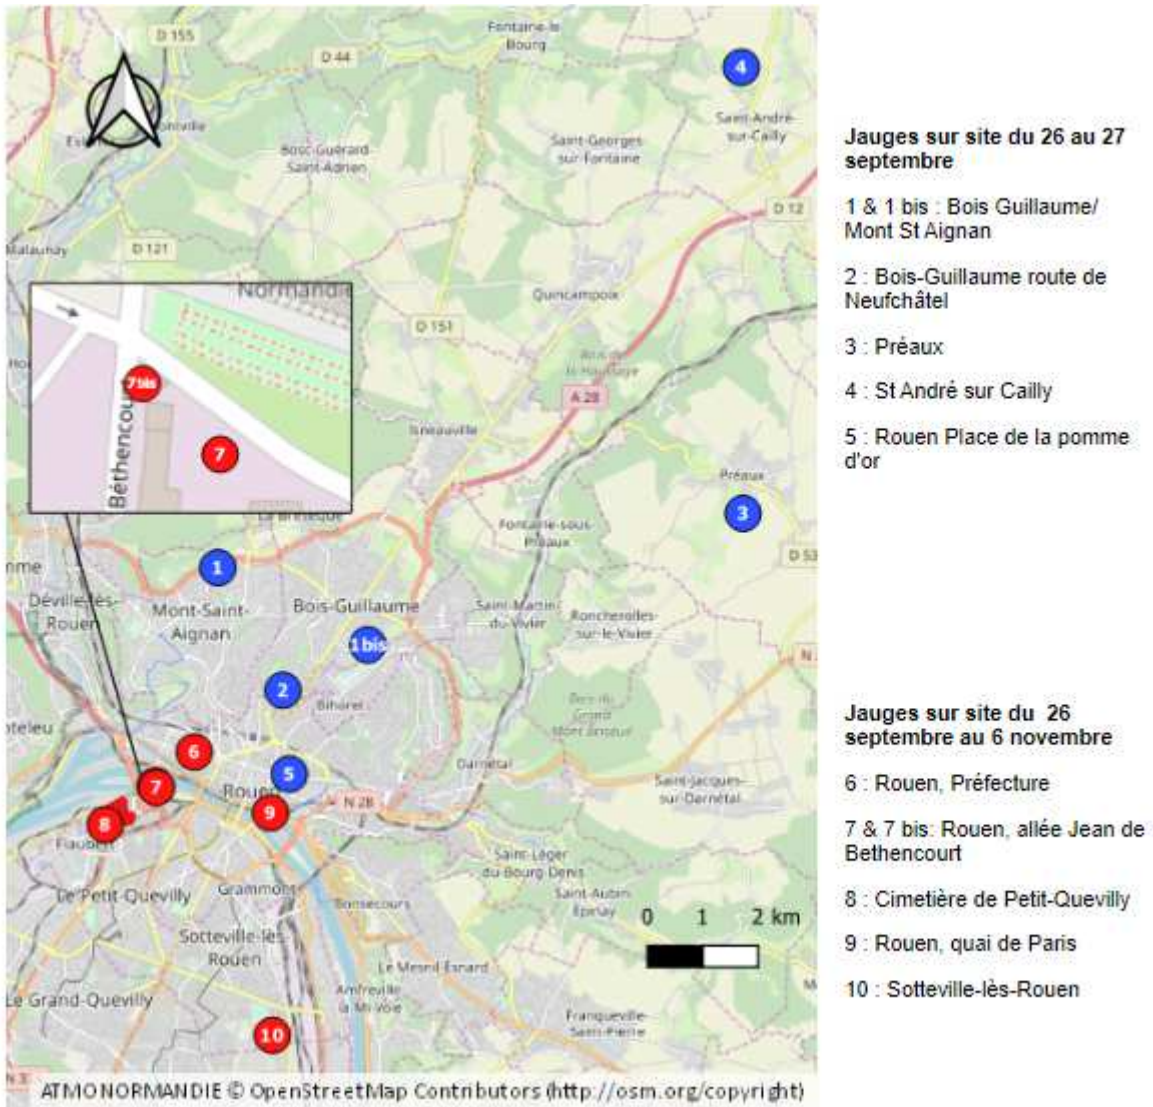 D 155
Fontaine-le-
Bourg
D 44
4
Saint-André-
sur-Cailly
Bosc-Guérard-
Saint-Adrien
Saint-Georges-
sur-Fontaine
D 12
Malaunay
D 121
Normandie
Quincampoix
D 151
7 bis
Béthencourt
7
A 28
Isneauville
Préaux
3
Fontaine-sous-
Préaux
D 53
1
Déville-lès-
Rouen
Mont-Saint-
Aignan
Bois-Guillaume
Saint-Martin-
du-Vivier
Roncherolles-
sur-le-Vivier
1 bis
2
Bihorel
Bois du
Grand
6
7
5
Rouen
Darnétal
Saint-Jacques-
sur-Darnétal
8
9
N 28
Flaubert
Le Petit-Quevilly
Grammont
Saint-Léger-
du-Bourg-Denis
Bonsecours
Saint-Aubin-
Epinay
0 1 2 km
Sotteville-lès-
Rouen
Le Mesnil-Esnard
Le Grand-Quevilly
Amfreville-
la-Mi-Voie
Franqueville-
Saint-Pierre
10
ATMO NORMANDIE © OpenStreetMap Contributors (http://osm.org/copyright)
Jauges sur site du 26 au 27
septembre
1 & 1 bis : Bois Guillaume/
Mont St Aignan
2 : Bois-Guillaume route de
Neufchâtel
3 : Préaux
4 : St André sur Cailly
5 : Rouen Place de la pomme
d'or
Jauges sur site du 26
septembre au 6 novembre
6 : Rouen, Préfecture
7 & 7 bis: Rouen, allée Jean de
Bethencourt
8 : Cimetière de Petit-Quevilly
9 : Rouen, quai de Paris
10 : Sotteville-lès-Rouen